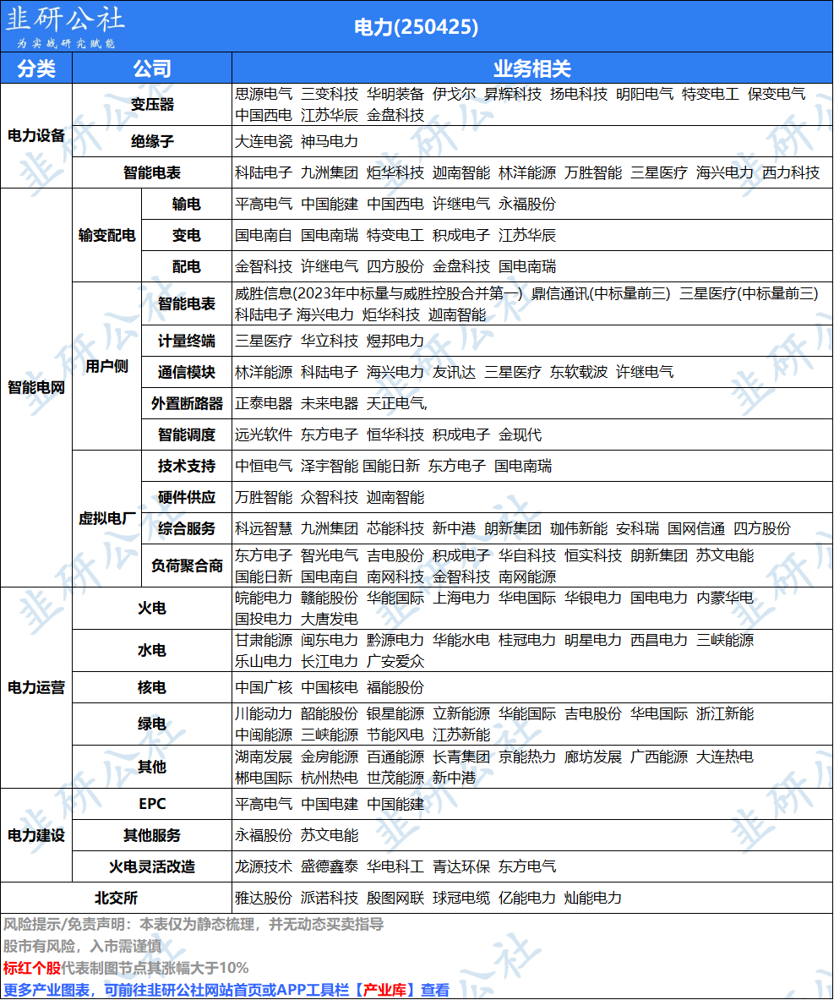 韭研公社
为实战研究赋能
电力(250425)
分类 公司 业务相关
电力设备
变压器
思源电气 三变科技 华明装备 伊戈尔 昇辉科技 扬电科技 明阳电气 特变电工 保变电气
中国西电 江苏华辰 金盘科技
绝缘子 大连电瓷 神马电力
智能电表 科陆电子 九洲集团 炬华科技 迦南智能 林洋能源 万胜智能 三星医疗 海兴电力 西力科技
智能电网
输变配电
输电 平高电气 中国能建 中国西电 许继电气 永福股份
变电 国电南自 国电南瑞 特变电工 积成电子 江苏华辰
配电 金智科技 许继电气 四方股份 金盘科技 国电南瑞
用户侧
智能电表
威胜信息(2023年中标量与威胜控股合并第一) 鼎信通讯(中标量前三) 三星医疗(中标量前三)
科陆电子 海兴电力 炬华科技 迦南智能
计量终端 三星医疗 华立科技 煜邦电力
通信模块 林洋能源 科陆电子 海兴电力 友讯达 三星医疗 东软载波 许继电气
外置断路器 正泰电器 未来电器 天正电气,
智能调度 远光软件 东方电子 恒华科技 积成电子 金现代
虚拟电厂
技术支持 中恒电气 泽宇智能 国能日新 东方电子 国电南瑞
硬件供应 万胜智能 众智科技 迦南智能
综合服务 科远智慧 九洲集团 芯能科技 新中港 朗新集团 珈伟新能 安科瑞 国网信通 四方股份
负荷聚合商
东方电子 智光电气 吉电股份 积成电子 华自科技 恒实科技 朗新集团 苏文电能
国能日新 国电南自 南网科技 金智科技 南网能源
电力运营
火电
皖能电力 赣能股份 华能国际 上海电力 华电国际 华银电力 国电电力 内蒙华电
国投电力 大唐发电
水电
甘肃能源 闽东电力 黔源电力 华能水电 桂冠电力 明星电力 西昌电力 三峡能源
乐山电力 长江电力 广安爱众
核电 中国广核 中国核电 福能股份
绿电
川能动力 韶能股份 银星能源 立新能源 华能国际 吉电股份 华电国际 浙江新能
中闽能源 三峡能源 节能风电 江苏新能
其他
湖南发展 金房能源 百通能源 长青集团 京能热力 廊坊发展 广西能源 大连热电
郴电国际 杭州热电 世茂能源 新中港
电力建设
EPC 平高电气 中国电建 中国能建
其他服务 永福股份 苏文电能
火电灵活改造 龙源技术 盛德鑫泰 华电科工 青达环保 东方电气
北交所 雅达股份 派诺科技 殷图网联 球冠电缆 亿能电力 灿能电力
风险提示/免责声明：本表仅为静态梳理，并无动态买卖指导
股市有风险，入市需谨慎
标红个股代表制图节点其涨幅大于10%
更多产业图表，可前往韭研公社网站首页或APP工具栏【产业库】查看